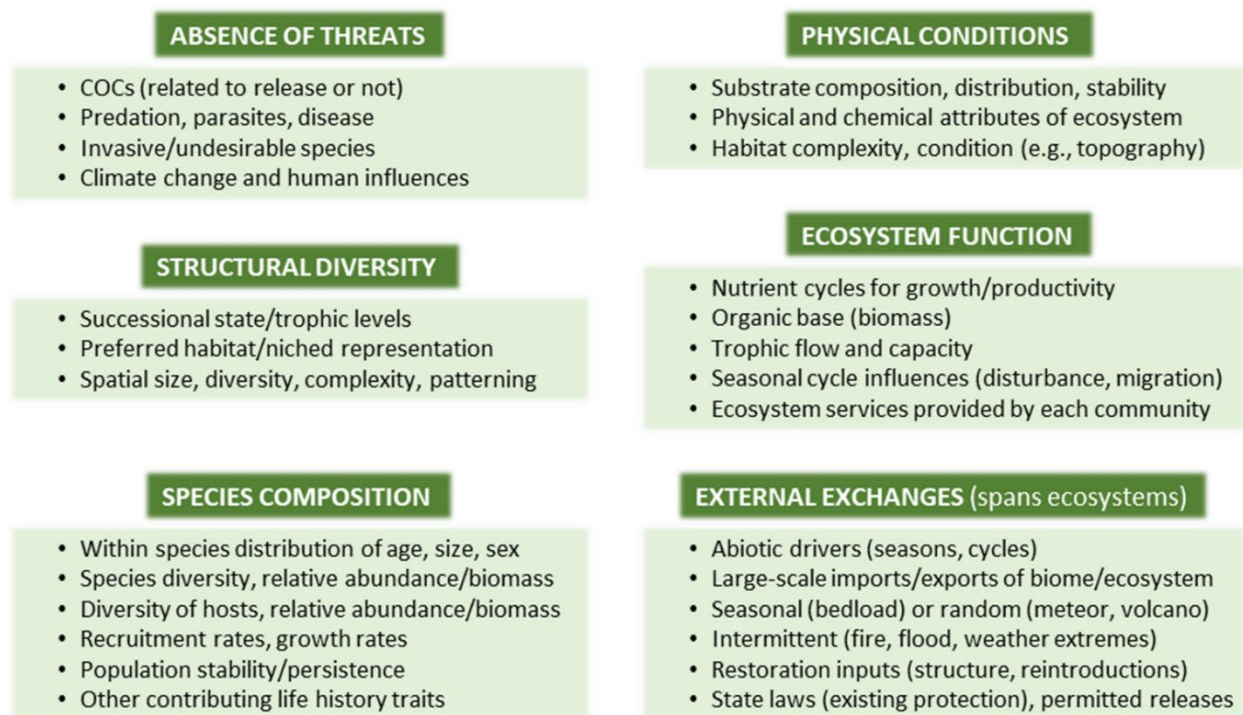 ABSENCE OF THREATS
• COCs (related to release or not)
• Predation, parasites, disease
• Invasive/undesirable species
• Climate change and human influences
STRUCTURAL DIVERSITY
• Successional state/trophic levels
• Preferred habitat/niched representation
• Spatial size, diversity, complexity, patterning
SPECIES COMPOSITION
• Within species distribution of age, size, sex
• Species diversity, relative abundance/biomass
• Diversity of hosts, relative abundance/biomass
• Recruitment rates, growth rates
• Population stability/persistence
• Other contributing life history traits
PHYSICAL CONDITIONS
• Substrate composition, distribution, stability
• Physical and chemical attributes of ecosystem
• Habitat complexity, condition (e.g., topography)
ECOSYSTEM FUNCTION
• Nutrient cycles for growth/productivity
• Organic base (biomass)
• Trophic flow and capacity
• Seasonal cycle influences (disturbance, migration)
• Ecosystem services provided by each community
EXTERNAL EXCHANGES (spans ecosystems)
• Abiotic drivers (seasons, cycles)
• Large-scale imports/exports of biome/ecosystem
• Seasonal (bedload) or random (meteor, volcano)
• Intermittent (fire, flood, weather extremes)
• Restoration inputs (structure, reintroductions)
• State laws (existing protection), permitted releases